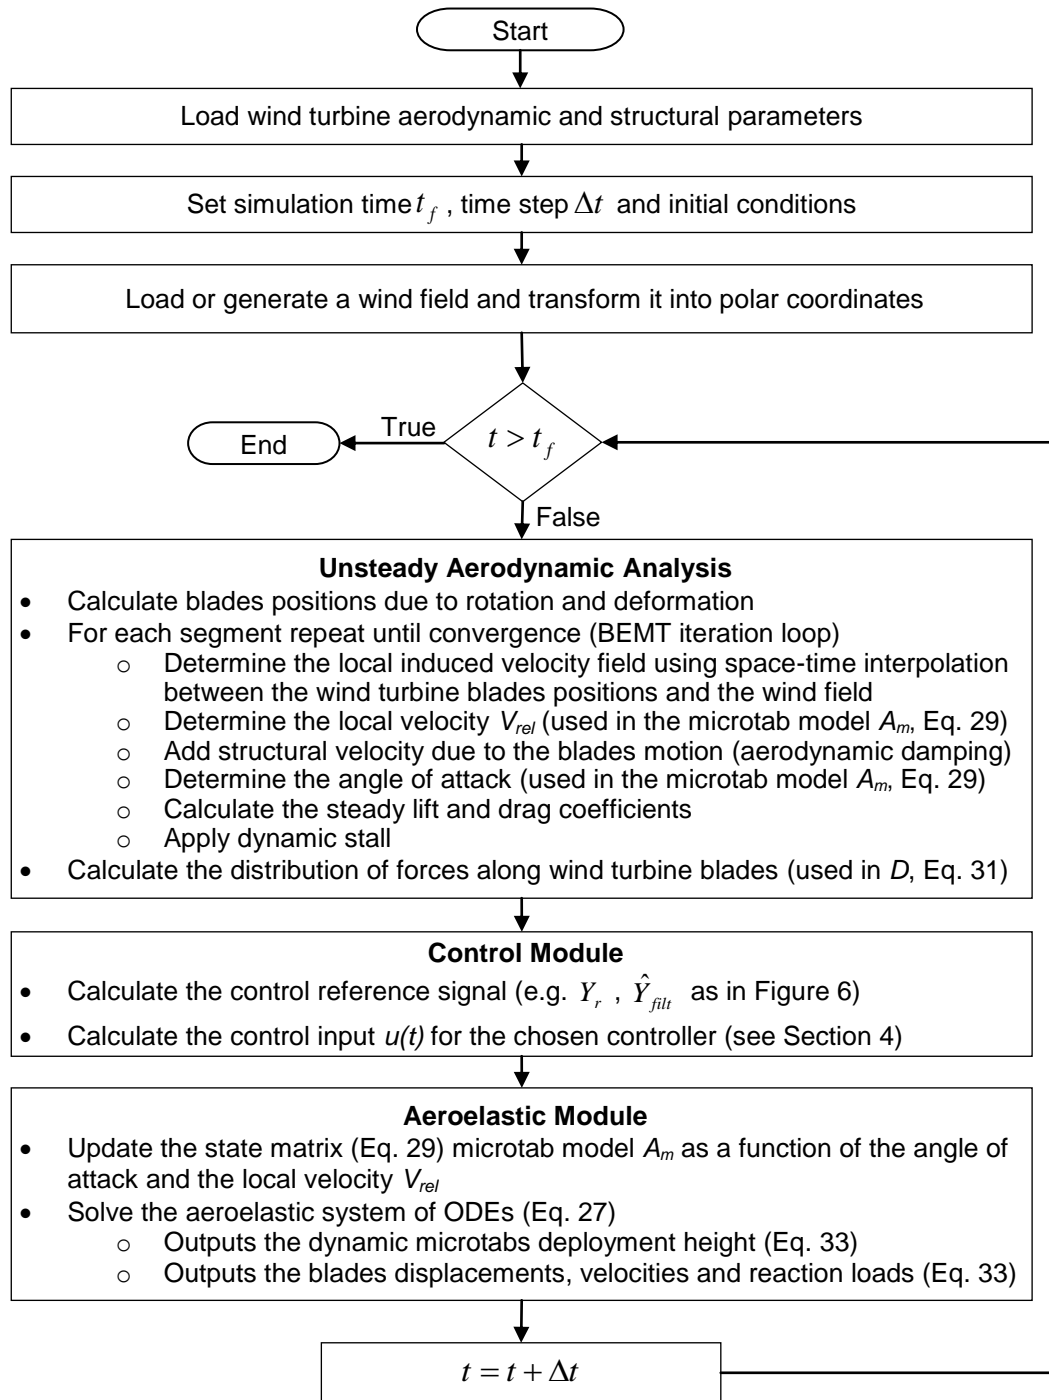 Start
Load wind turbine aerodynamic and structural parameters
Set simulation time t_f , time step Δt and initial conditions
Load or generate a wind field and transform it into polar coordinates
t > t_f
True
End
False
Unsteady Aerodynamic Analysis
• Calculate blades positions due to rotation and deformation
• For each segment repeat until convergence (BEMT iteration loop)
o Determine the local induced velocity field using space-time interpolation
between the wind turbine blades positions and the wind field
o Determine the local velocity V_rel (used in the microtab model A_m, Eq. 29)
o Add structural velocity due to the blades motion (aerodynamic damping)
o Determine the angle of attack (used in the microtab model A_m, Eq. 29)
o Calculate the steady lift and drag coefficients
o Apply dynamic stall
• Calculate the distribution of forces along wind turbine blades (used in D, Eq. 31)
Control Module
• Calculate the control reference signal (e.g. Y_r , Ŷ_filt as in Figure 6)
• Calculate the control input u(t) for the chosen controller (see Section 4)
Aeroelastic Module
• Update the state matrix (Eq. 29) microtab model A_m as a function of the angle of
attack and the local velocity V_rel
• Solve the aeroelastic system of ODEs (Eq. 27)
o Outputs the dynamic microtabs deployment height (Eq. 33)
o Outputs the blades displacements, velocities and reaction loads (Eq. 33)
t = t + Δt